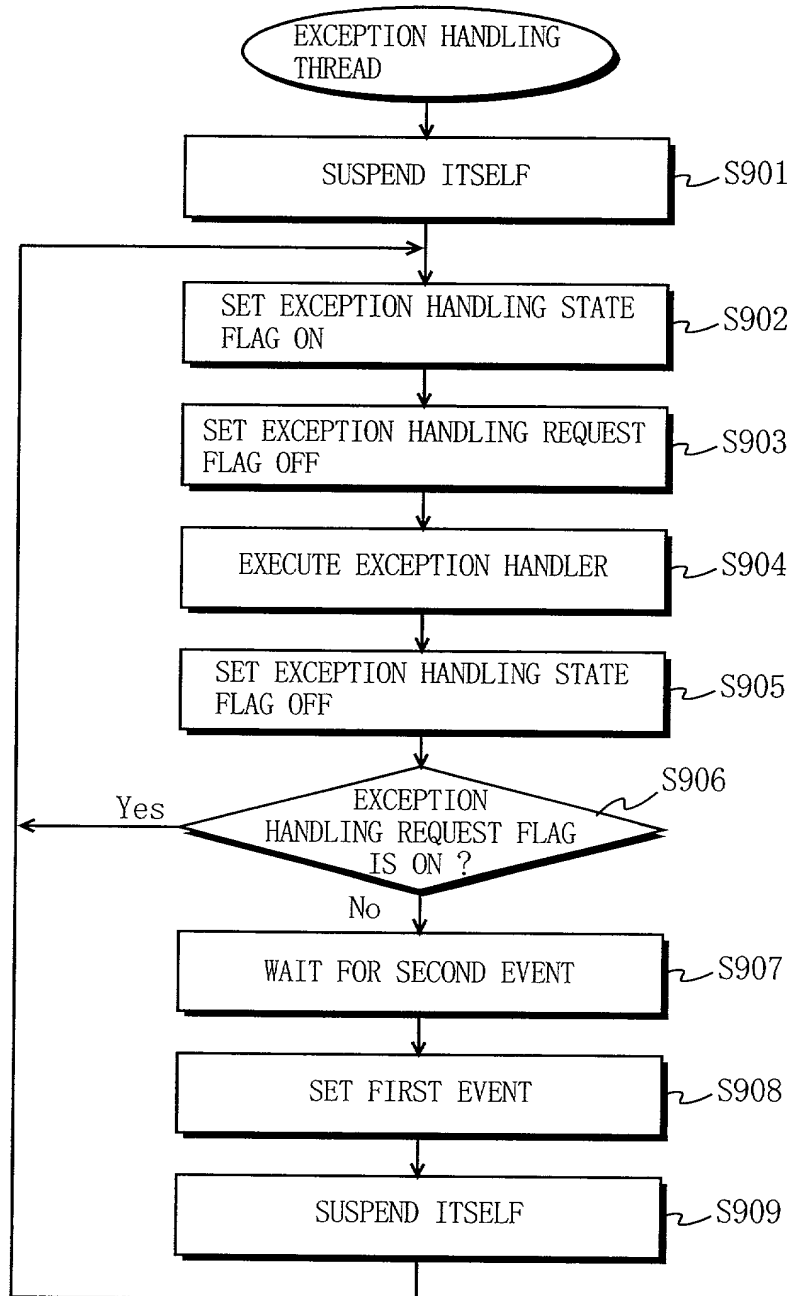 EXCEPTION HANDLING
THREAD
SUSPEND ITSELF
S901
SET EXCEPTION HANDLING STATE
FLAG ON
S902
SET EXCEPTION HANDLING REQUEST
FLAG OFF
S903
EXECUTE EXCEPTION HANDLER
S904
SET EXCEPTION HANDLING STATE
FLAG OFF
S905
S906
Yes
EXCEPTION
HANDLING REQUEST FLAG
IS ON ?
No
WAIT FOR SECOND EVENT
S907
SET FIRST EVENT
S908
SUSPEND ITSELF
S909